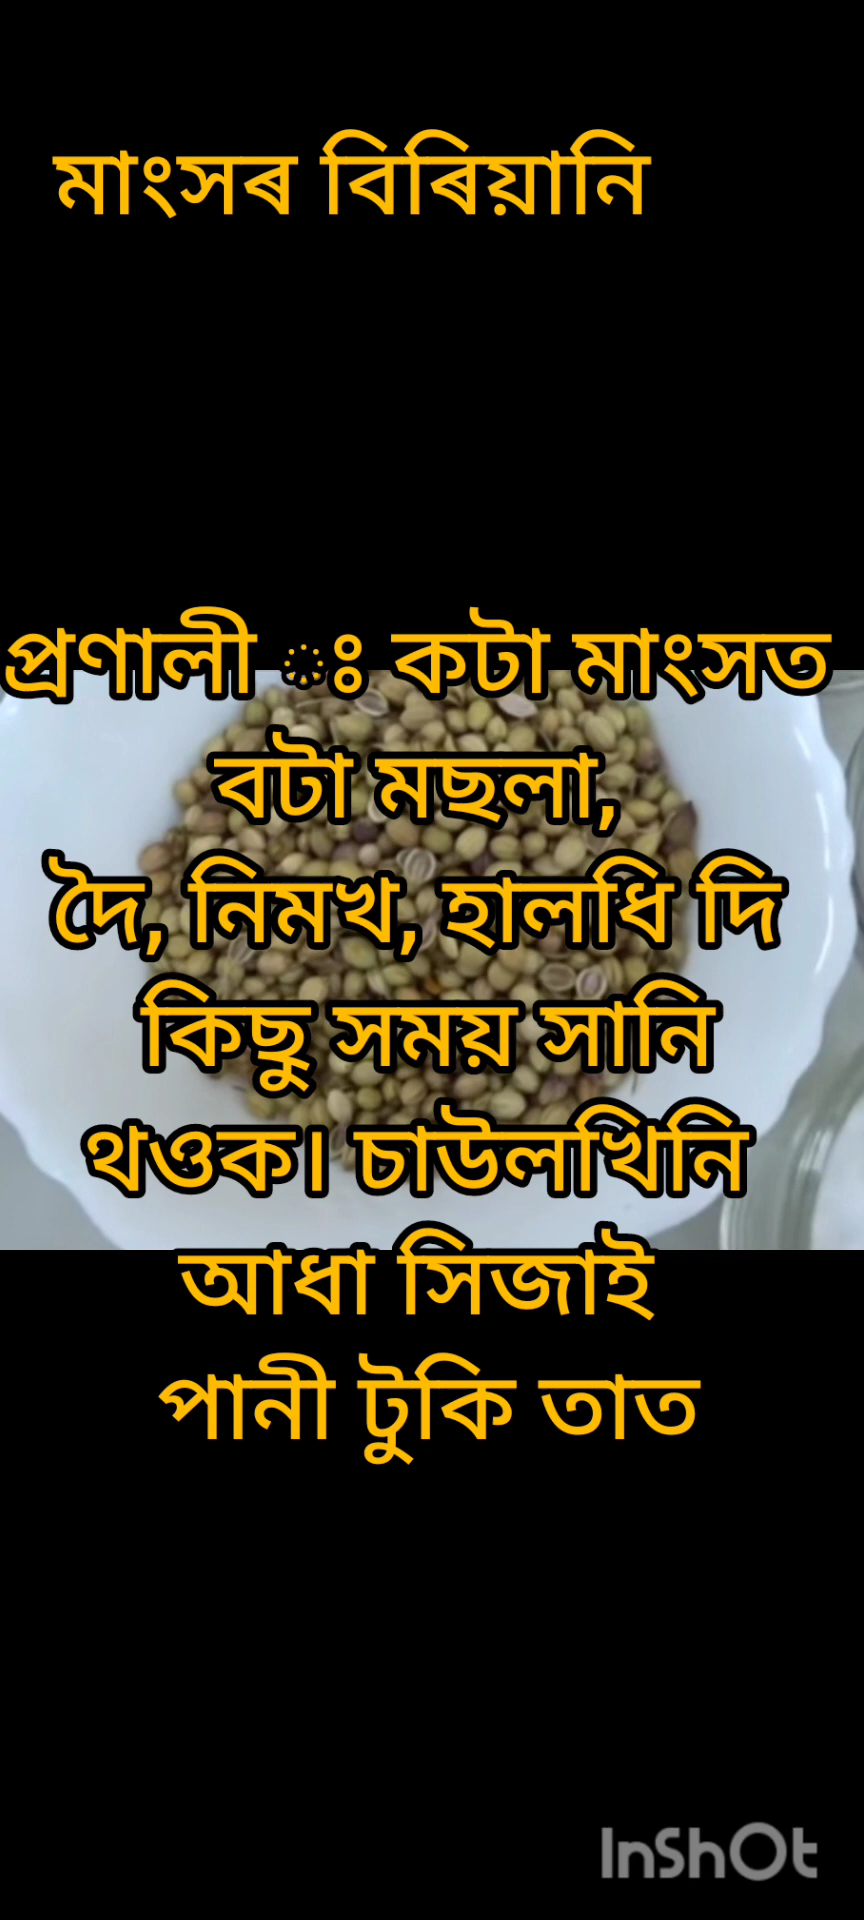 মাংসৰ বিৰিয়ানি
প্ৰণালী ঃ কটা মাংসত
বটা মছলা,
দৈ, নিমখ, হালধি দি
কিছু সময় সানি
থওক। চাউলখিনি
আধা সিজাই
পানী টুকি তাত
InShOt